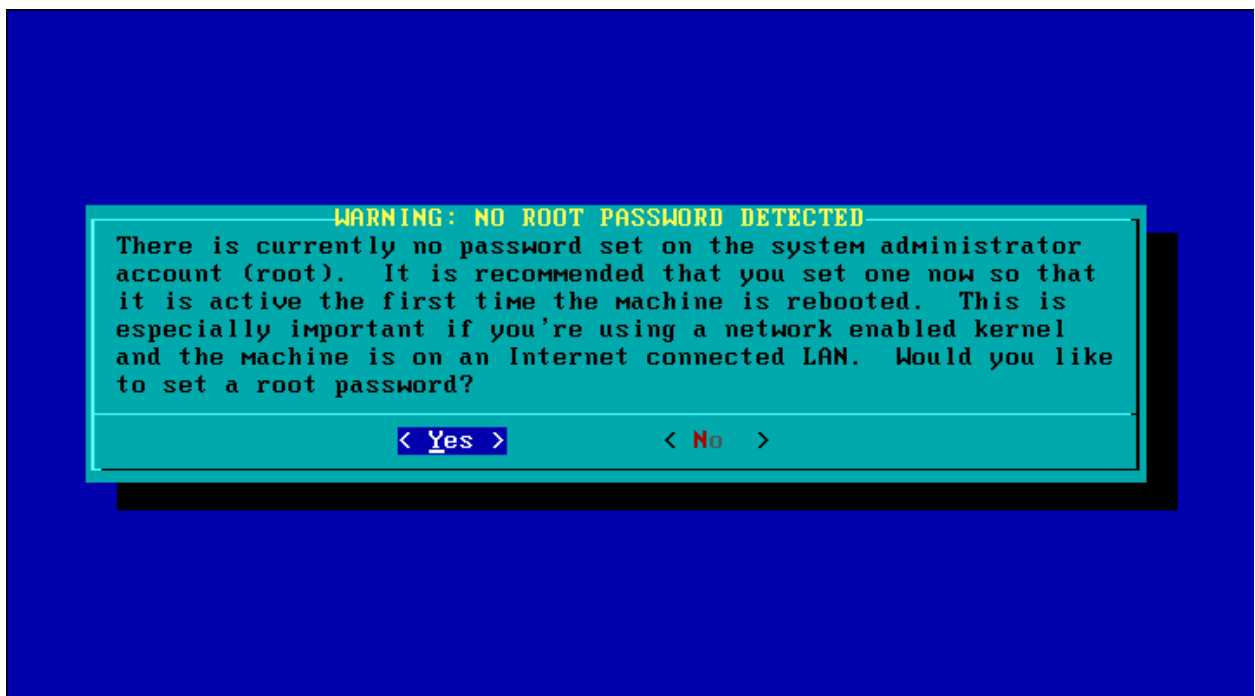 WARNING: NO ROOT PASSWORD DETECTED
There is currently no password set on the system administrator
account (root).  It is recommended that you set one now so that
it is active the first time the machine is rebooted.  This is
especially important if you're using a network enabled kernel
and the machine is on an Internet connected LAN.  Would you like
to set a root password?
< Yes >          < No  >